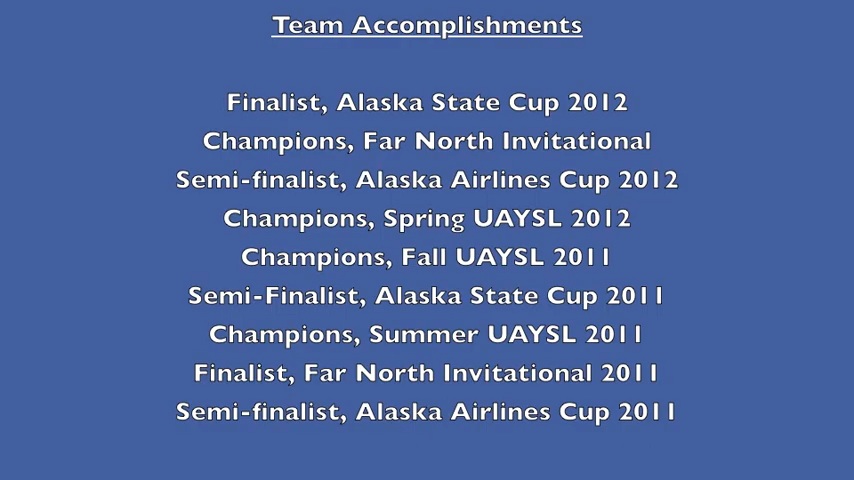 Team Accomplishments
Finalist, Alaska State Cup 2012
Champions, Far North Invitational
Semi-finalist, Alaska Airlines Cup 2012
Champions, Spring UAYSL 2012
Champions, Fall UAYSL 2011
Semi-Finalist, Alaska State Cup 2011
Champions, Summer UAYSL 2011
Finalist, Far North Invitational 2011
Semi-finalist, Alaska Airlines Cup 2011